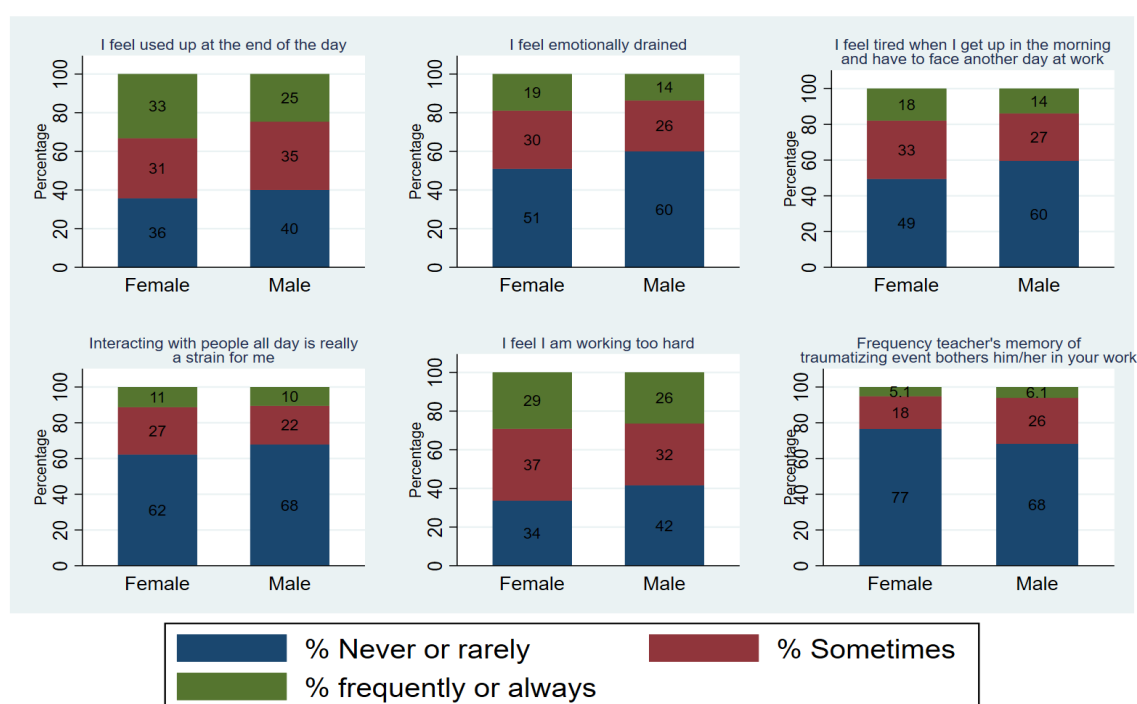 I feel used up at the end of the day
Percentage
0 20 40 60 80 100
33 25
31 35
36 40
Female Male
I feel emotionally drained
0 20 40 60 80 100
19 14
30 26
51 60
Female Male
I feel tired when I get up in the morning
and have to face another day at work
Percentage
0 20 40 60 80 100
18 14
33 27
49 60
Female Male
Interacting with people all day is really
a strain for me
Percentage
0 20 40 60 80 100
11 10
27 22
62 68
Female Male
I feel I am working too hard
0 20 40 60 80 100
29 26
37 32
34 42
Female Male
Frequency teacher's memory of
traumatizing event bothers him/her in your work
Percentage
0 20 40 60 80 100
5.1 6.1
18 26
77 68
Female Male
% Never or rarely
% Sometimes
% frequently or always